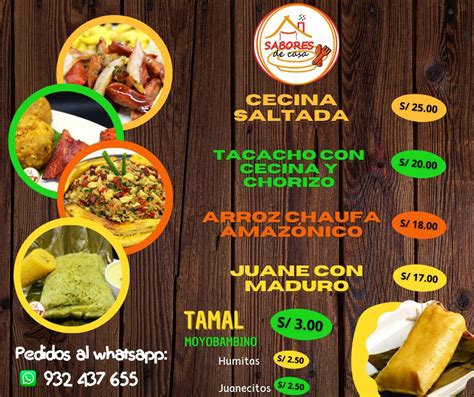 SABORES
de casa
CECINA
SALTADA
S/ 25.00
TACACHO CON
CECINA Y
CHORIZO
S/ 20.00
ARROZ CHAUFA
AMAZÓNICO
S/ 18.00
JUANE CON
MADURO
S/ 17.00
TAMAL
MOYOBAMBINO
S/ 3.00
Humitas
S/ 2.50
Juanecitos
S/ 2.50
Pedidos al whatsapp:
932 437 655